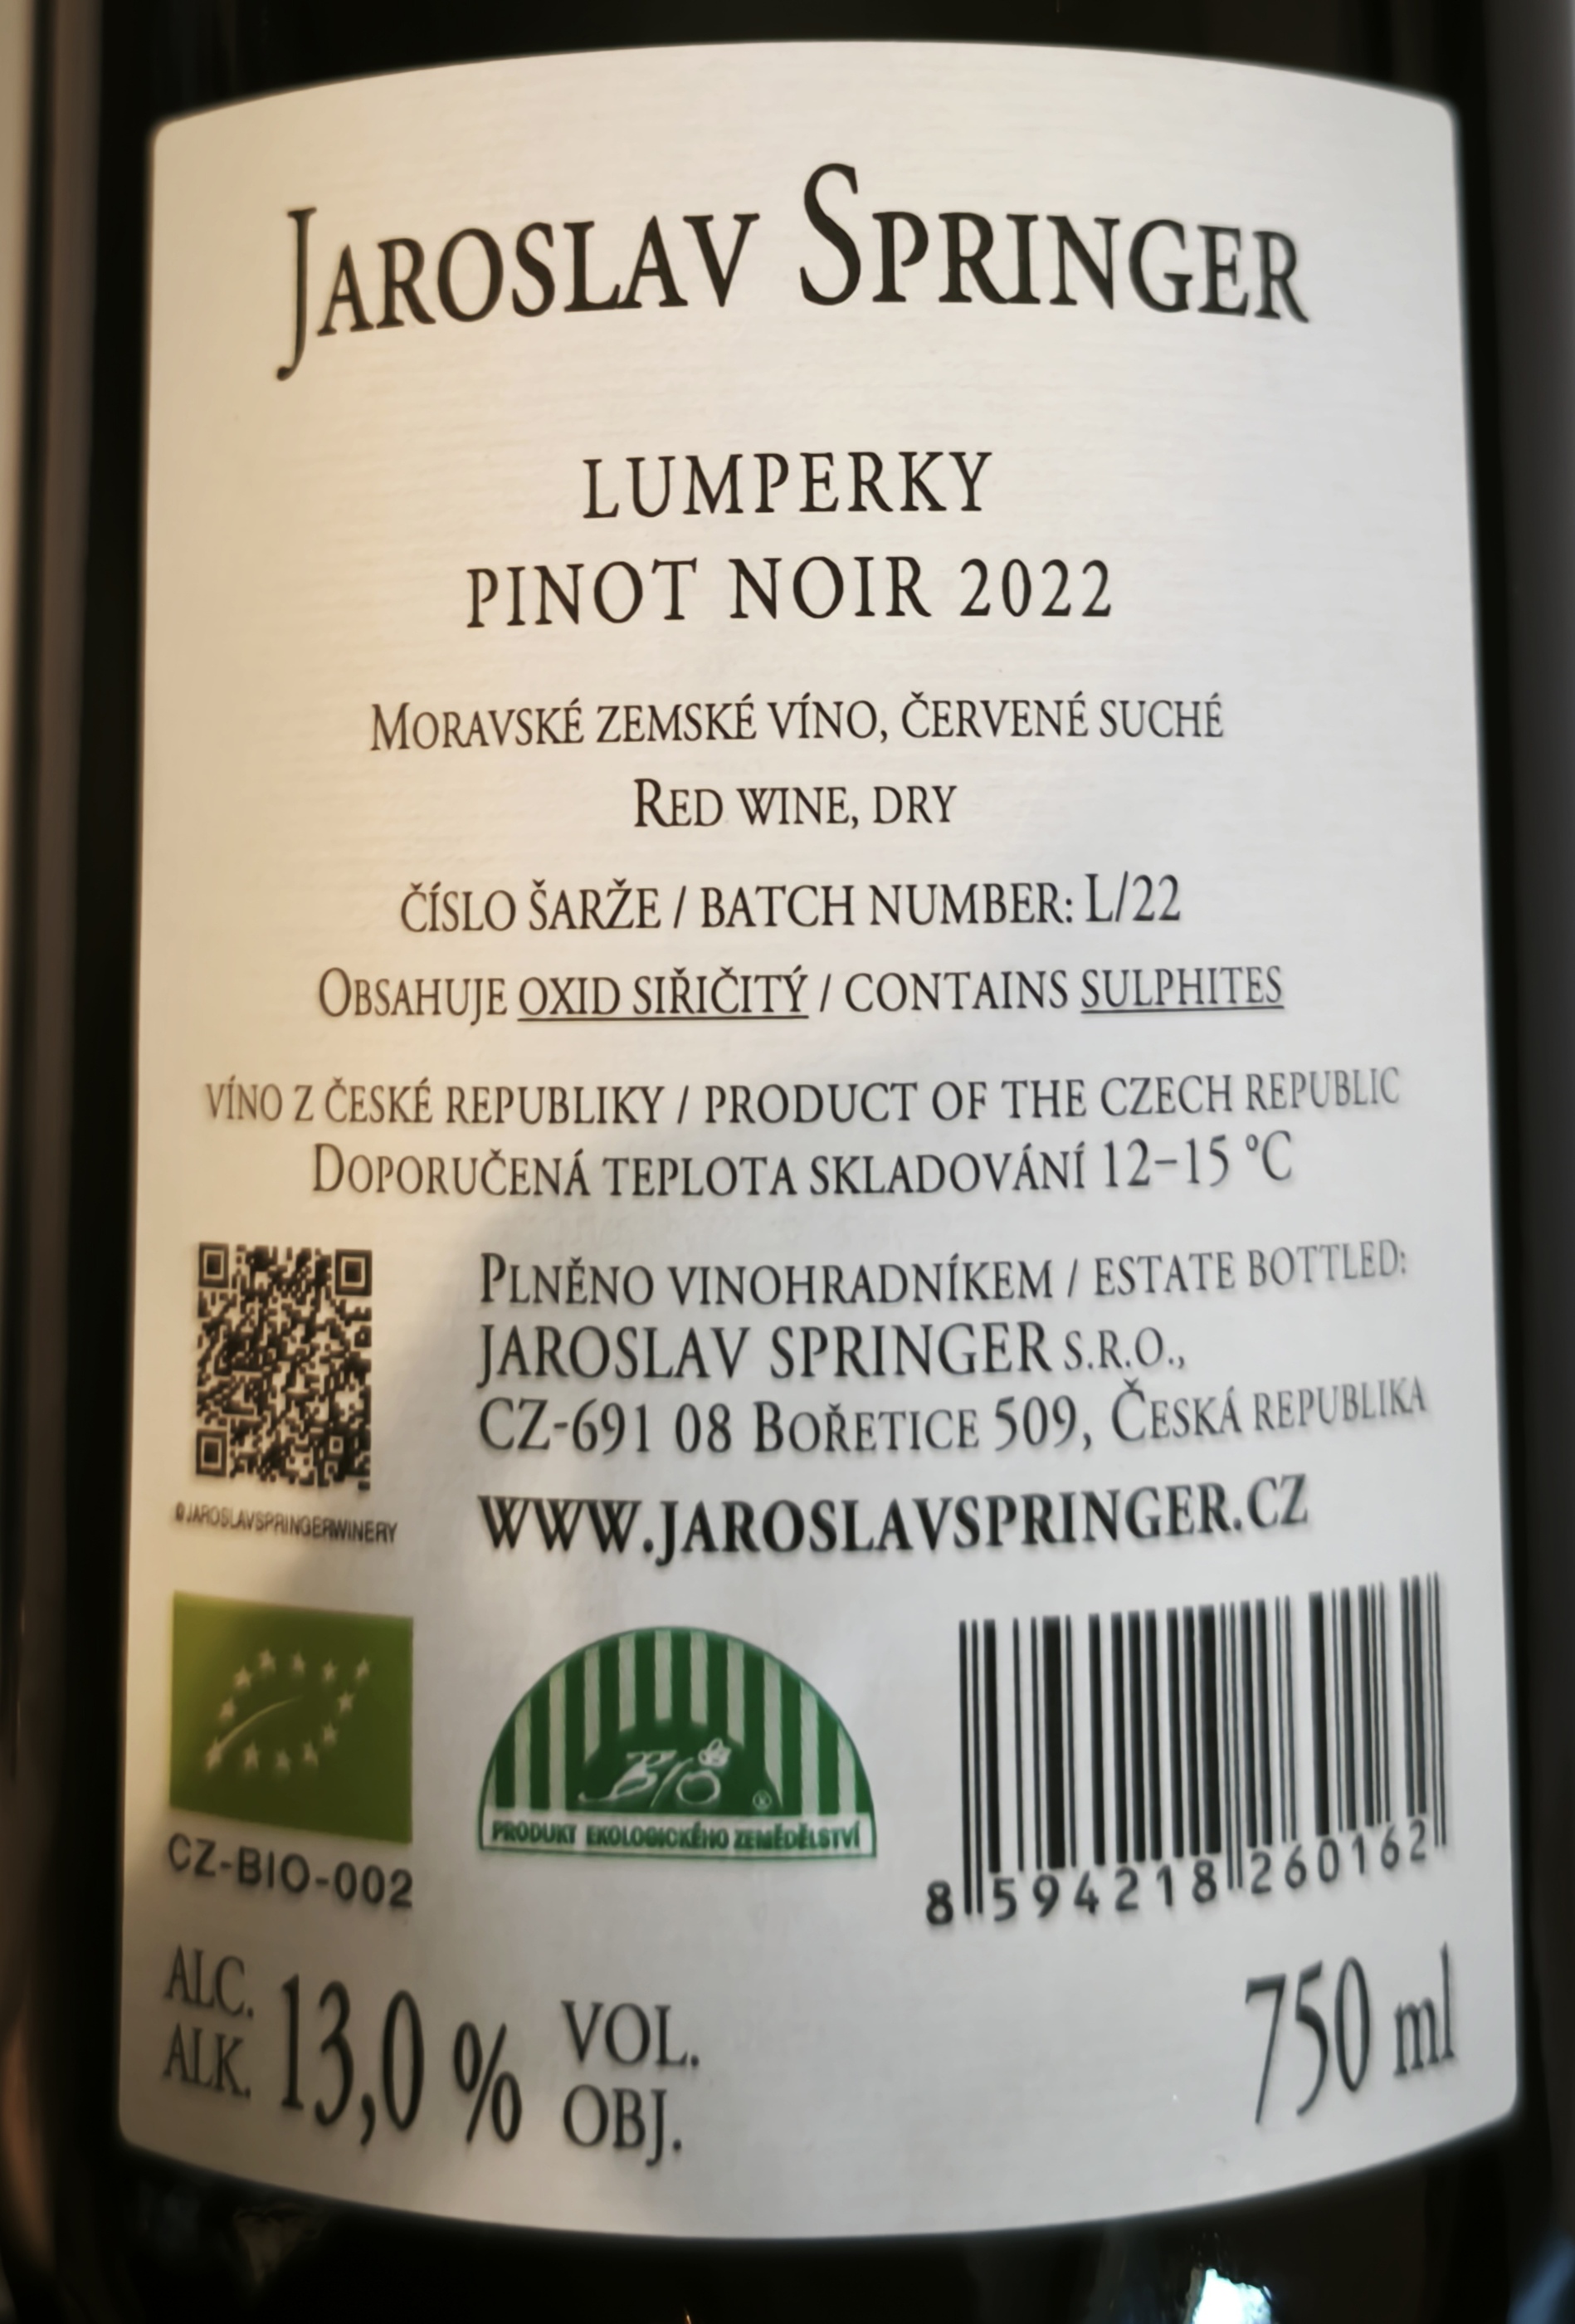 Jaroslav Springer
LUMPERKY
PINOT NOIR 2022
Moravské zemské víno, červené suché
Red wine, dry
číslo šarže / batch number: L/22
Obsahuje oxid siřičitý / contains sulphites
víno z České republiky / product of the Czech Republic
Doporučená teplota skladování 12–15 °C
Plněno vinohradníkem / estate bottled:
JAROSLAV SPRINGER s.r.o.,
CZ-691 08 Bořetice 509, Česká republika
@JAROSLAVSPRINGERWINERY
www.jaroslavspringer.cz
Bio ®
PRODUKT EKOLOGICKÉHO ZEMĚDĚLSTVÍ
CZ-BIO-002
8 594218 260162
ALC. ALK. 13,0 % VOL. OBJ.
750 ml